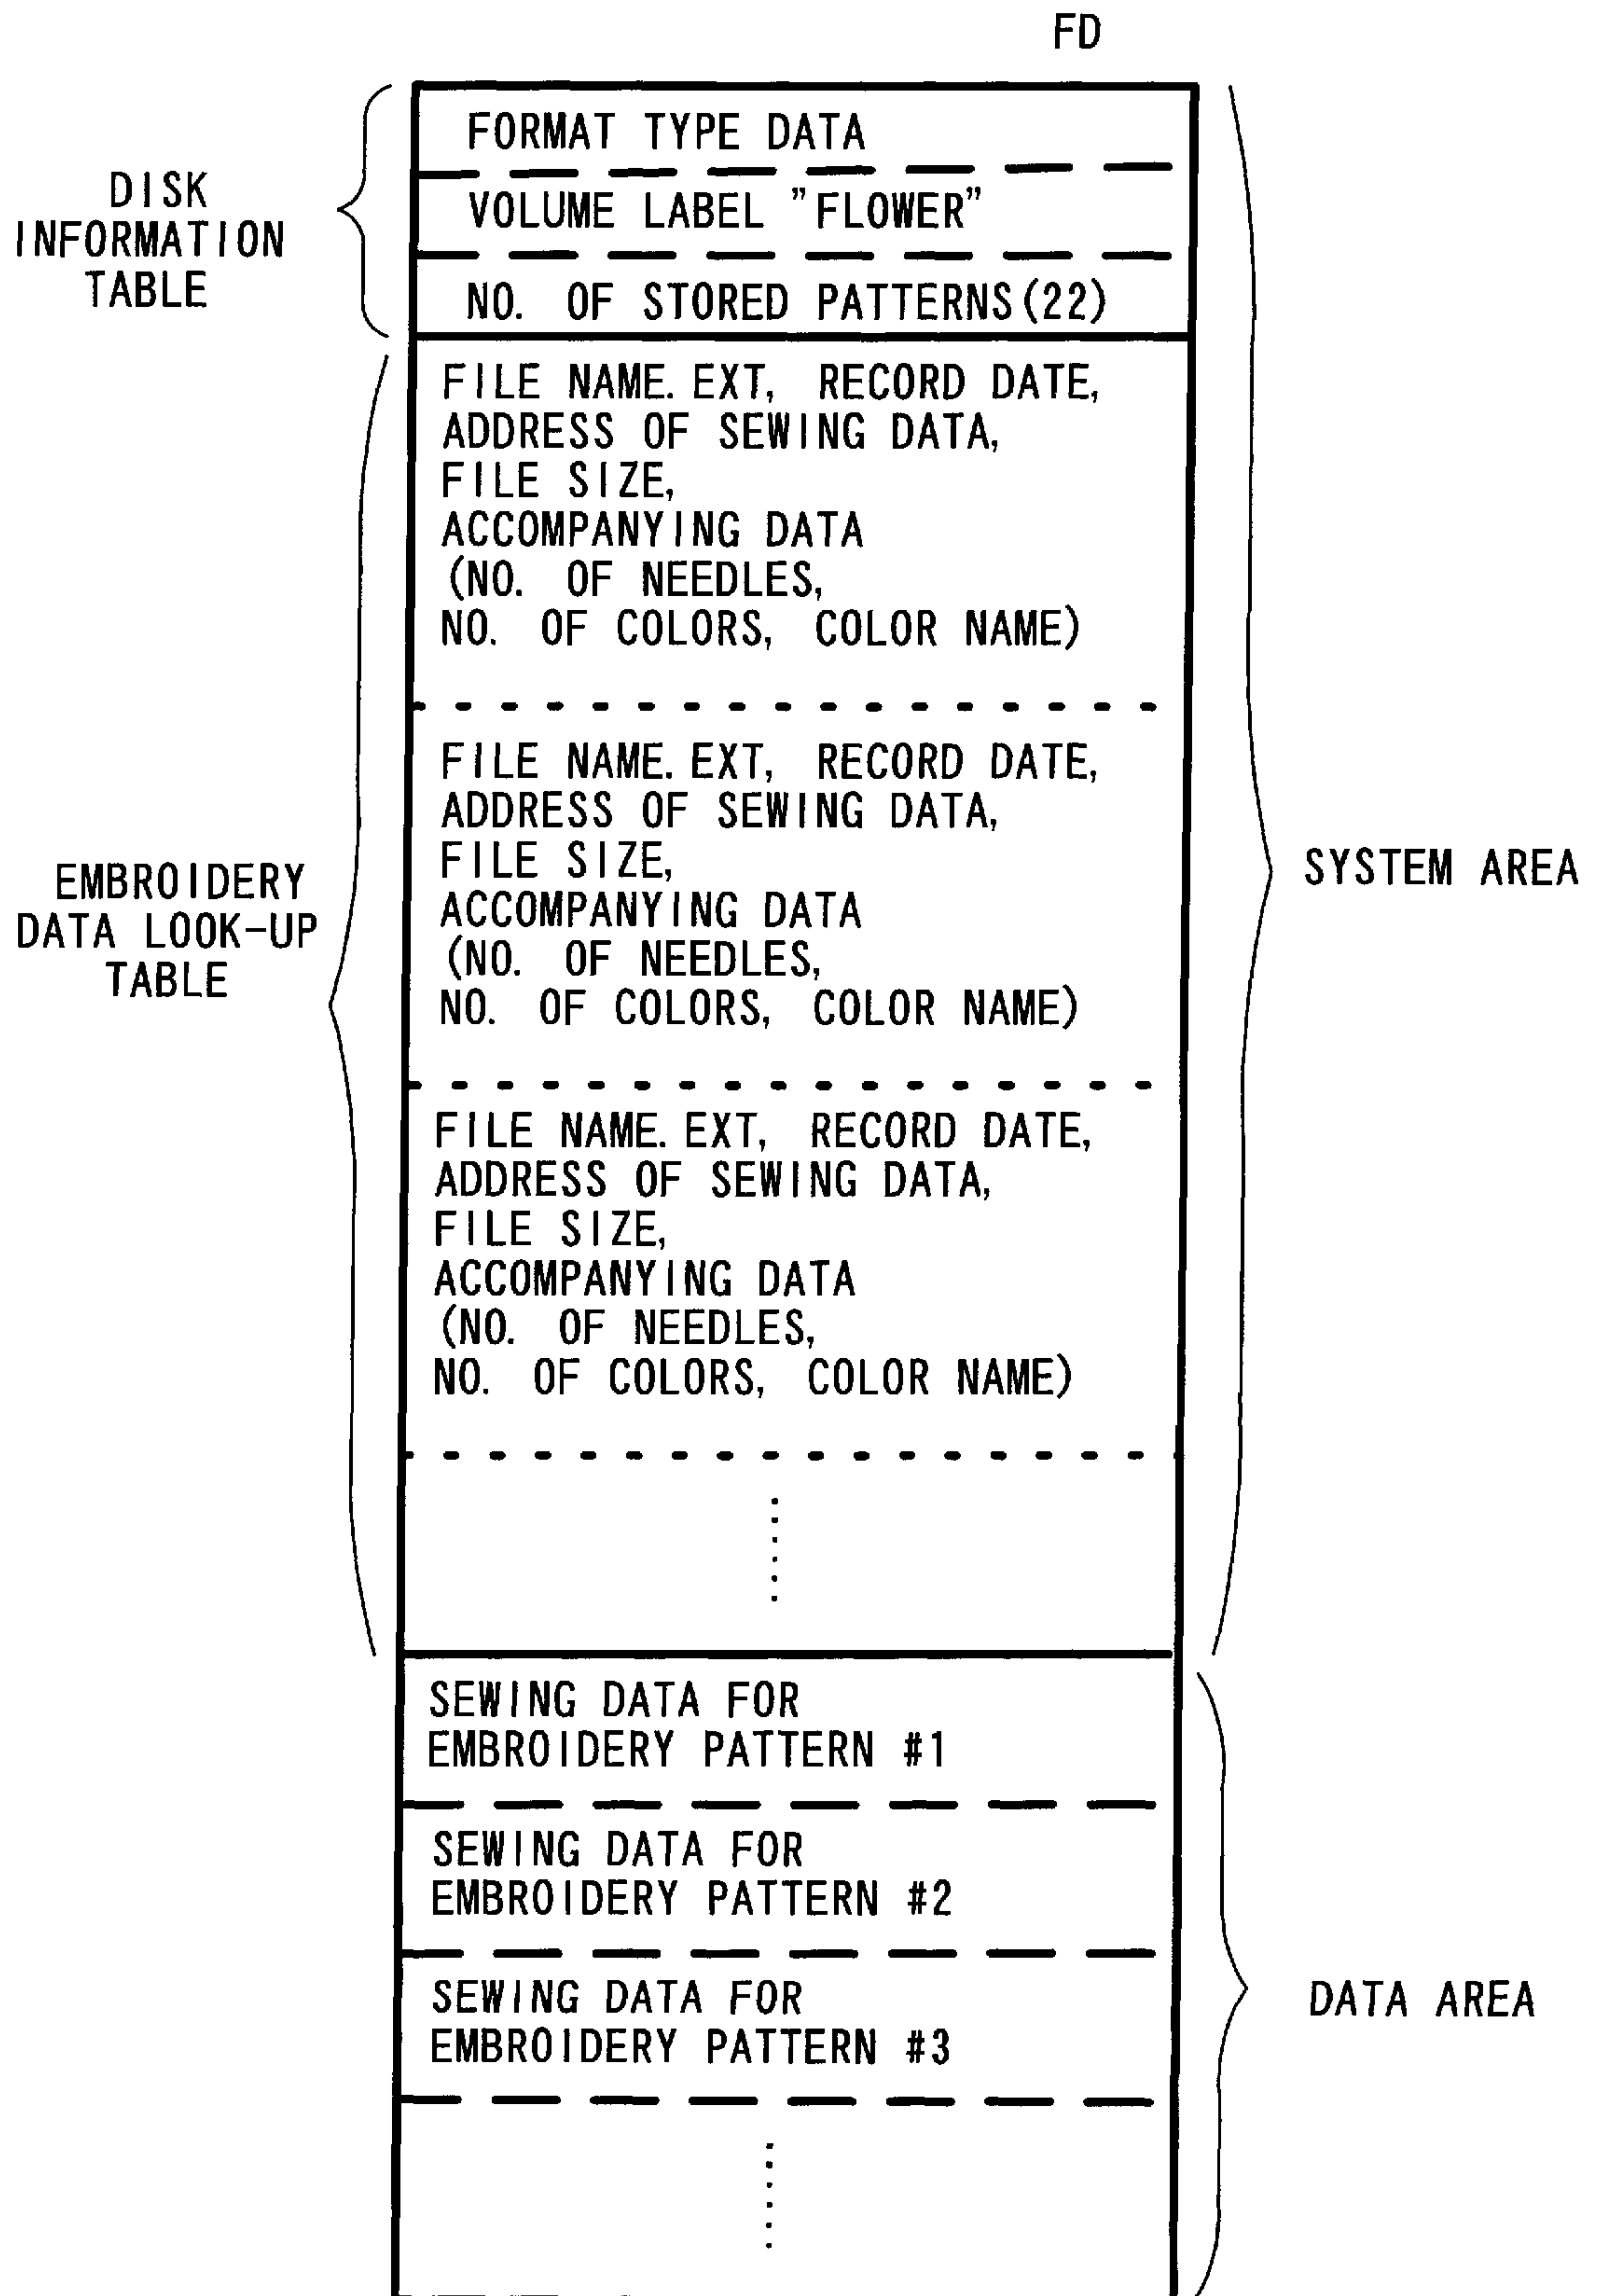 FD
DISK
INFORMATION
TABLE
FORMAT TYPE DATA
VOLUME LABEL "FLOWER"
NO. OF STORED PATTERNS(22)
EMBROIDERY
DATA LOOK-UP
TABLE
FILE NAME.EXT, RECORD DATE,
ADDRESS OF SEWING DATA,
FILE SIZE,
ACCOMPANYING DATA
(NO. OF NEEDLES,
NO. OF COLORS, COLOR NAME)
FILE NAME.EXT, RECORD DATE,
ADDRESS OF SEWING DATA,
FILE SIZE,
ACCOMPANYING DATA
(NO. OF NEEDLES,
NO. OF COLORS, COLOR NAME)
FILE NAME.EXT, RECORD DATE,
ADDRESS OF SEWING DATA,
FILE SIZE,
ACCOMPANYING DATA
(NO. OF NEEDLES,
NO. OF COLORS, COLOR NAME)
SYSTEM AREA
SEWING DATA FOR
EMBROIDERY PATTERN #1
SEWING DATA FOR
EMBROIDERY PATTERN #2
SEWING DATA FOR
EMBROIDERY PATTERN #3
DATA AREA